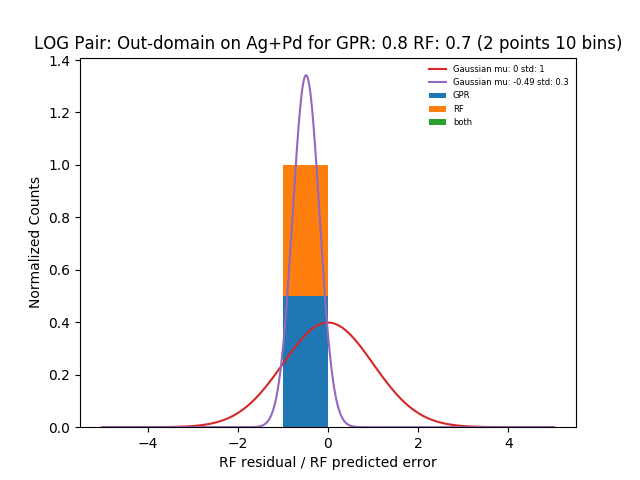 LOG Pair: Out-domain on Ag+Pd for GPR: 0.8 RF: 0.7 (2 points 10 bins)
Gaussian mu: 0 std: 1
Gaussian mu: -0.49 std: 0.3
GPR
RF
both
Normalized Counts
1.4
1.2
1.0
0.8
0.6
0.4
0.2
0.0
−4 −2 0 2 4
RF residual / RF predicted error